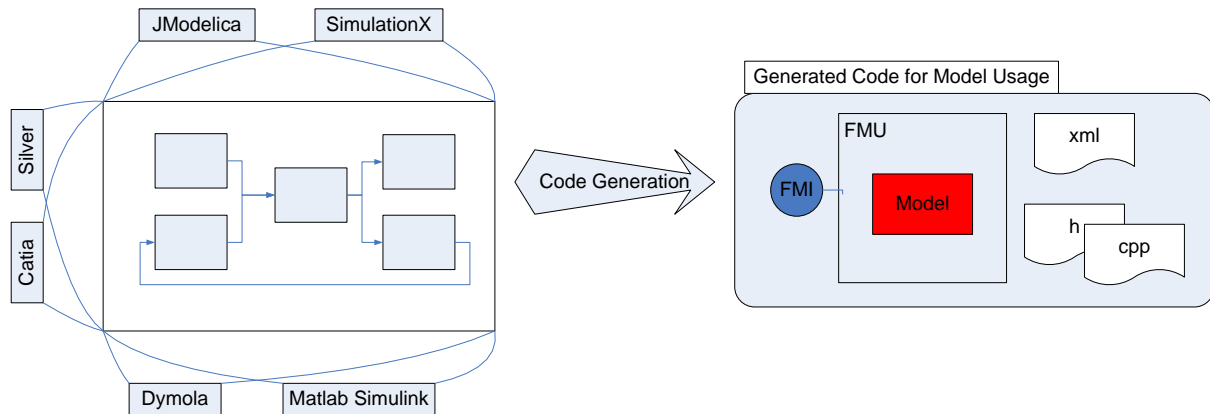 JModelica
SimulationX
Silver
Catia
Dymola
Matlab Simulink
Code Generation
Generated Code for Model Usage
FMU
FMI
Model
xml
h
cpp